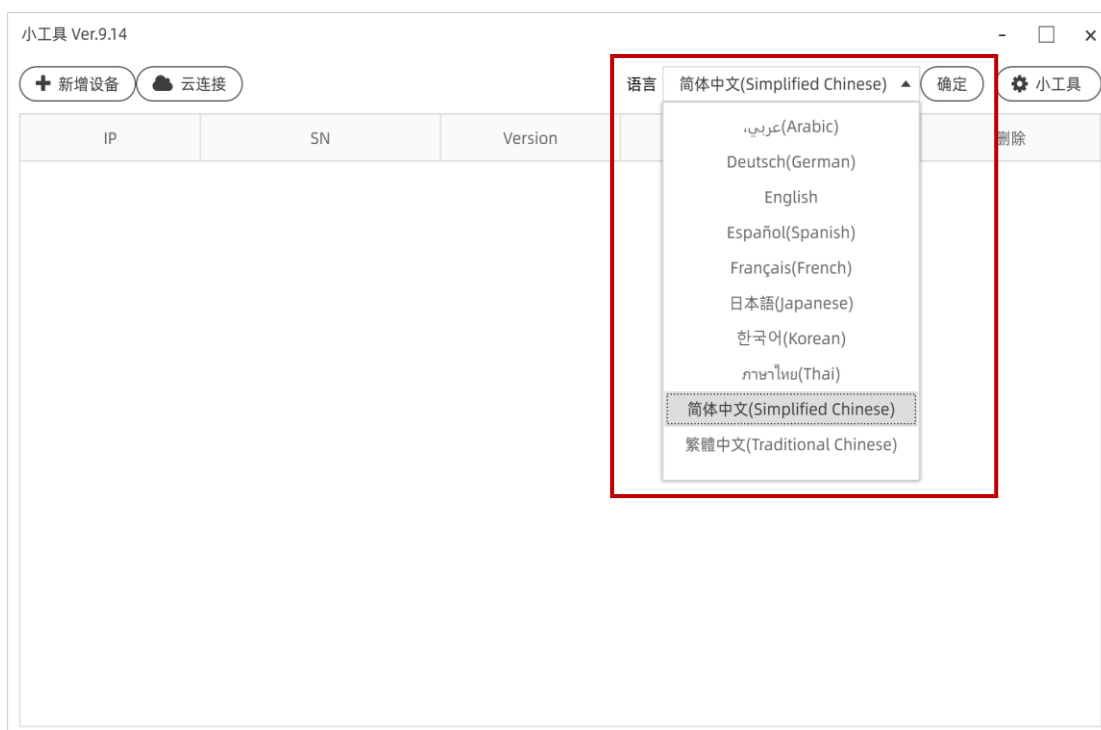 小工具 Ver.9.14
新增设备 云连接 语言 简体中文(Simplified Chinese) 确定 小工具
IP SN Version 删除
عربي،(Arabic)
Deutsch(German)
English
Español(Spanish)
Français(French)
日本語(Japanese)
한국어(Korean)
ภาษาไทย(Thai)
简体中文(Simplified Chinese)
繁體中文(Traditional Chinese)